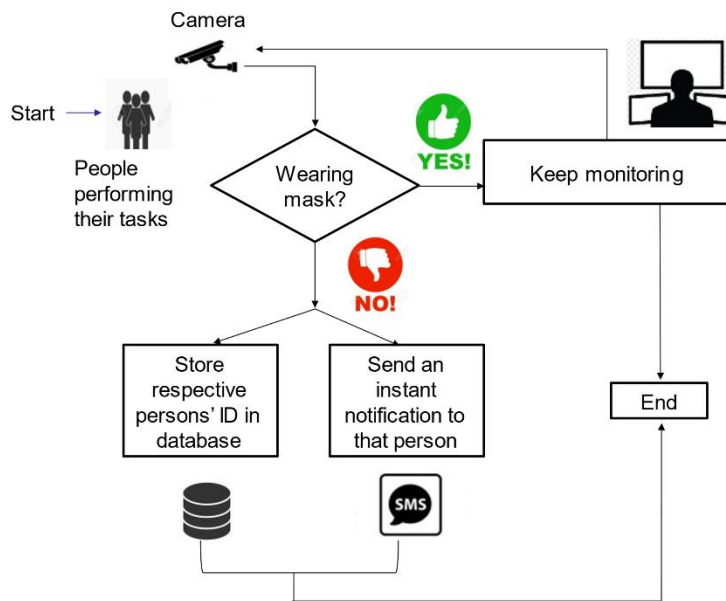 Camera
Start
People
performing
their tasks
Wearing
mask?
YES!
Keep monitoring
NO!
Store
respective
persons' ID in
database
Send an
instant
notification to
that person
End
SMS